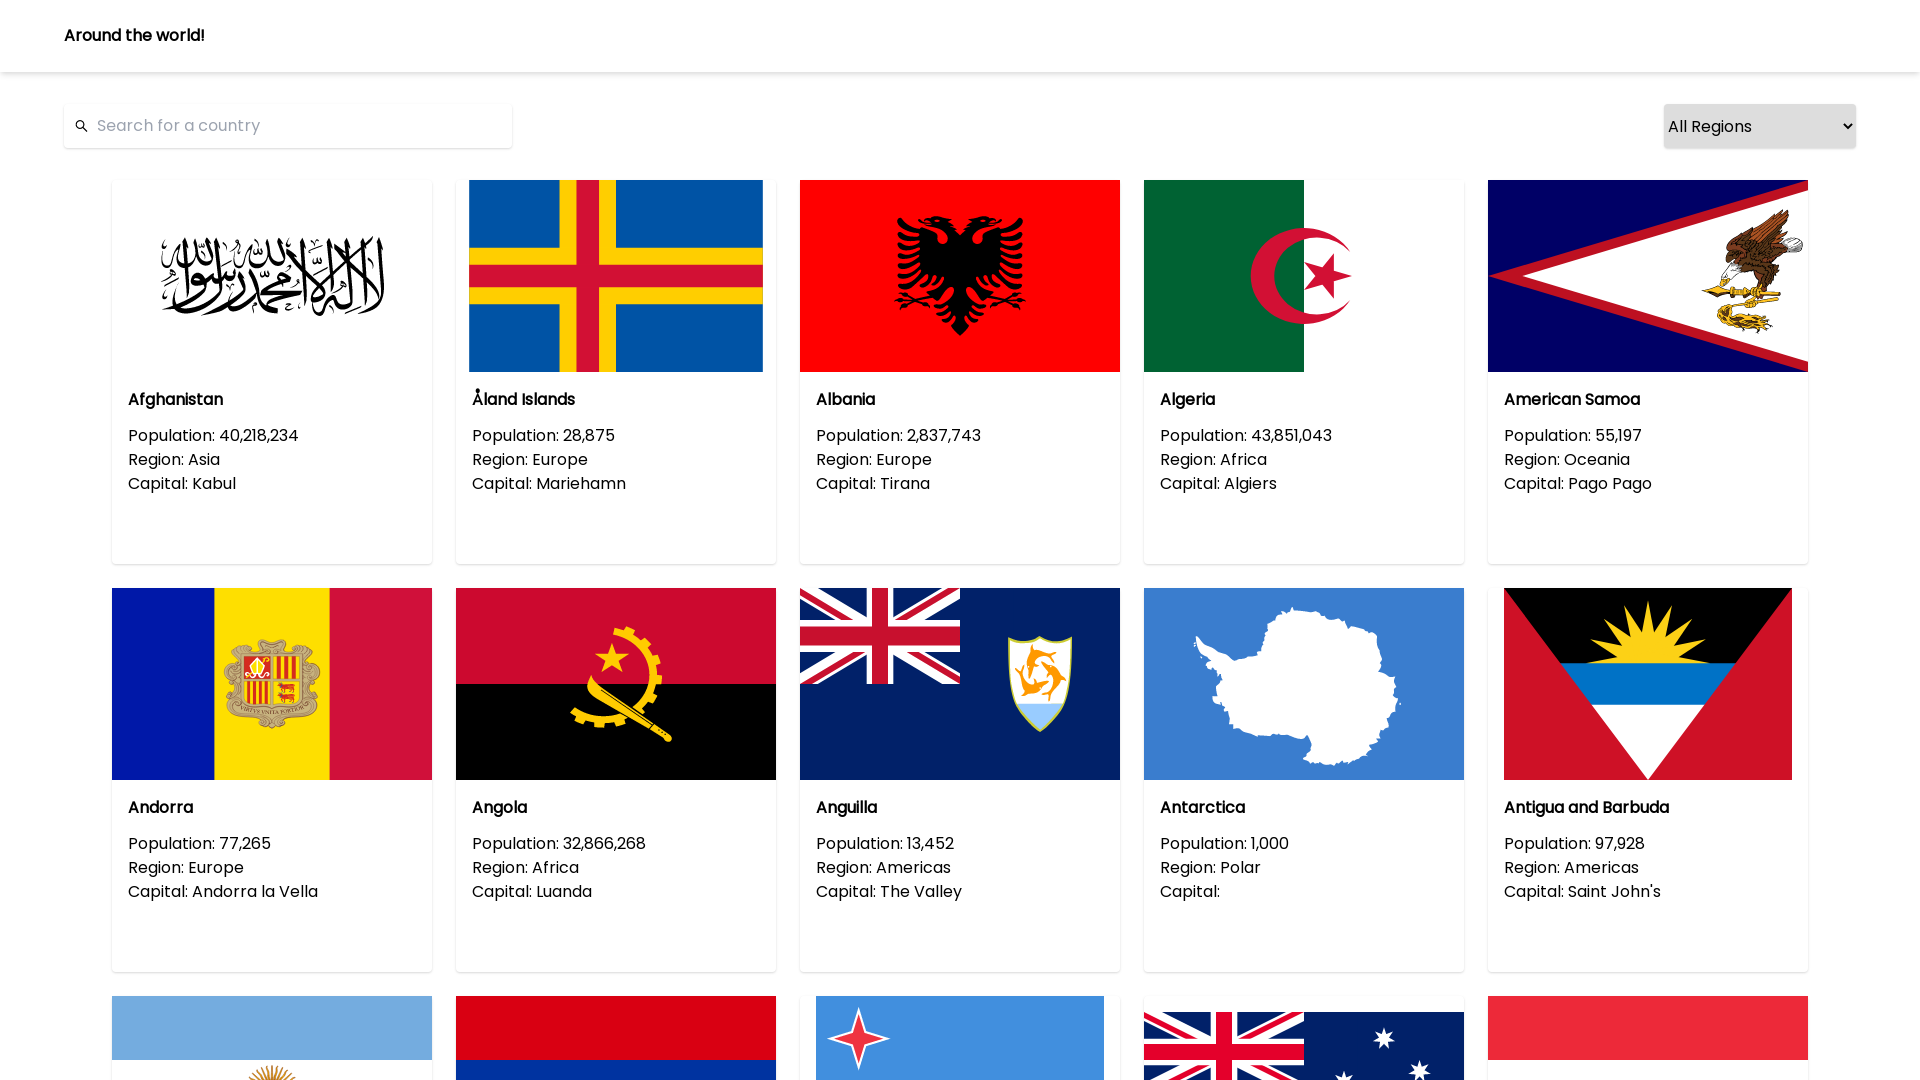 Around the world!
Search for a country
All Regions
لا إله إلا الله محمد رسول الله
Afghanistan
Population: 40,218,234
Region: Asia
Capital: Kabul
Åland Islands
Population: 28,875
Region: Europe
Capital: Mariehamn
Albania
Population: 2,837,743
Region: Europe
Capital: Tirana
Algeria
Population: 43,851,043
Region: Africa
Capital: Algiers
American Samoa
Population: 55,197
Region: Oceania
Capital: Pago Pago
VIRTVS VNITA FORTIOR
Andorra
Population: 77,265
Region: Europe
Capital: Andorra la Vella
Angola
Population: 32,866,268
Region: Africa
Capital: Luanda
Anguilla
Population: 13,452
Region: Americas
Capital: The Valley
Antarctica
Population: 1,000
Region: Polar
Capital:
Antigua and Barbuda
Population: 97,928
Region: Americas
Capital: Saint John's